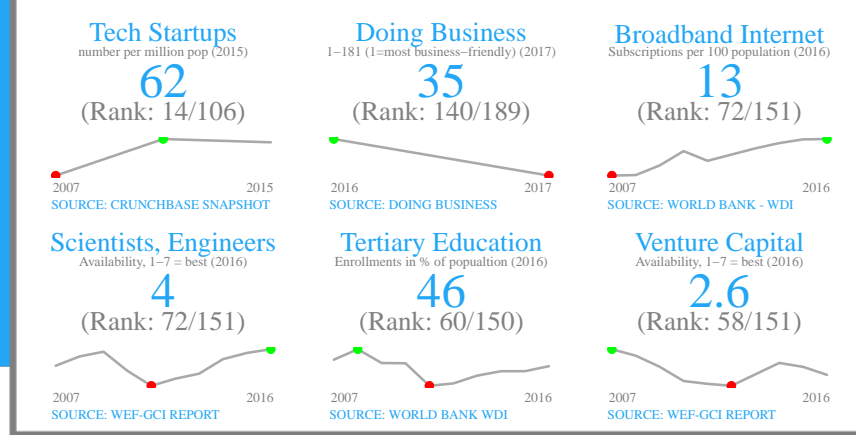 Tech Startups
number per million pop (2015)
62
(Rank: 14/106)
2007 2015
SOURCE: CRUNCHBASE SNAPSHOT
Doing Business
1−181 (1=most business−friendly) (2017)
35
(Rank: 140/189)
2016 2017
SOURCE: DOING BUSINESS
Broadband Internet
Subscriptions per 100 population (2016)
13
(Rank: 72/151)
2007 2016
SOURCE: WORLD BANK - WDI
Scientists, Engineers
Availability, 1−7 = best (2016)
4
(Rank: 72/151)
2007 2016
SOURCE: WEF-GCI REPORT
Tertiary Education
Enrollments in % of popualtion (2016)
46
(Rank: 60/150)
2007 2016
SOURCE: WORLD BANK WDI
Venture Capital
Availability, 1−7 = best (2016)
2.6
(Rank: 58/151)
2007 2016
SOURCE: WEF-GCI REPORT